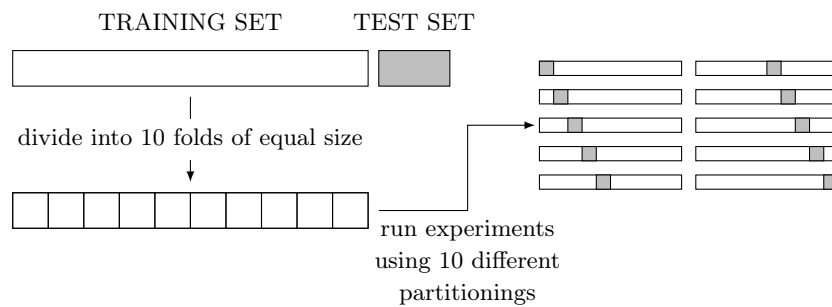 TRAINING SET
TEST SET
divide into 10 folds of equal size
run experiments
using 10 different
partitionings